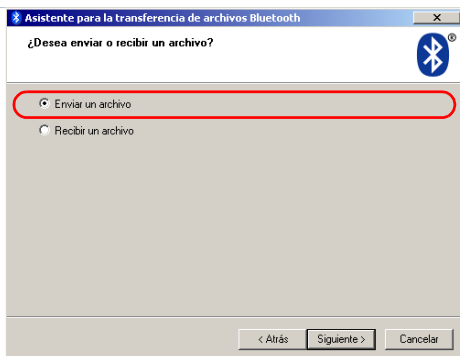 Asistente para la transferencia de archivos Bluetooth
¿Desea enviar o recibir un archivo?
®
Enviar un archivo
Recibir un archivo
< Atrás
Siguiente >
Cancelar